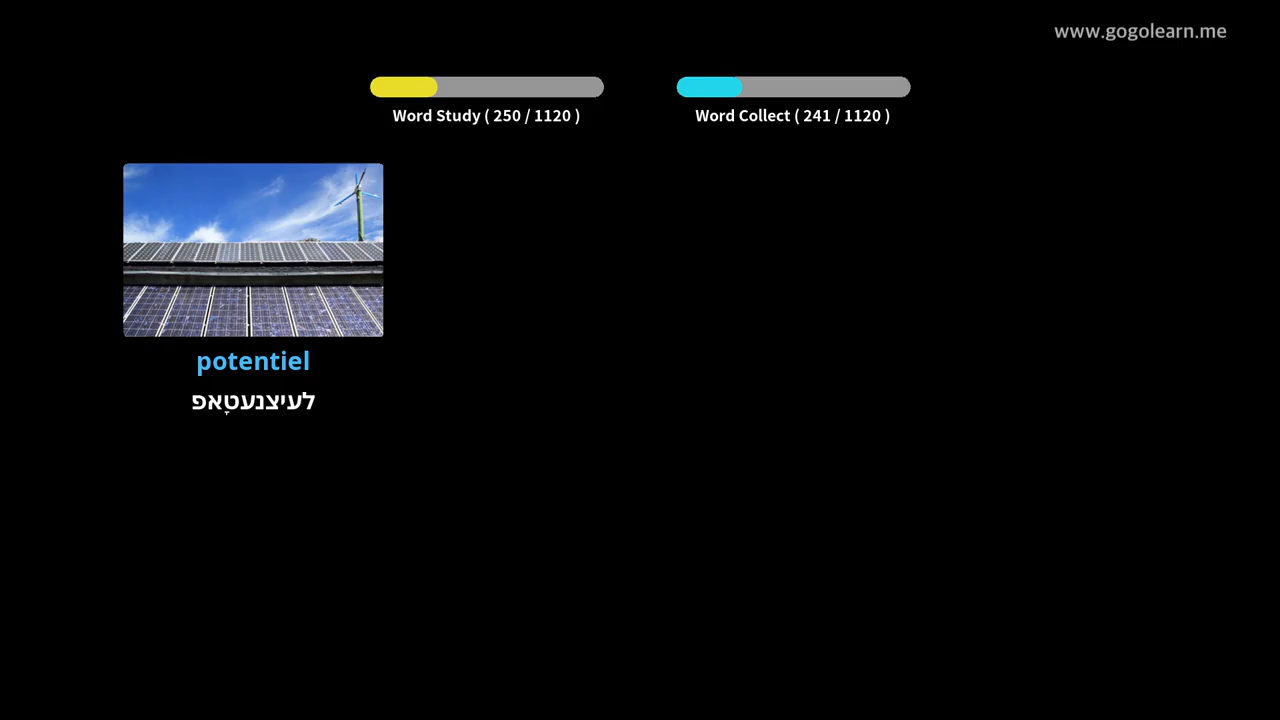 www.gogolearn.me
Word Study ( 250 / 1120 )
Word Collect ( 241 / 1120 )
potentiel
לעיצנעטָאפ